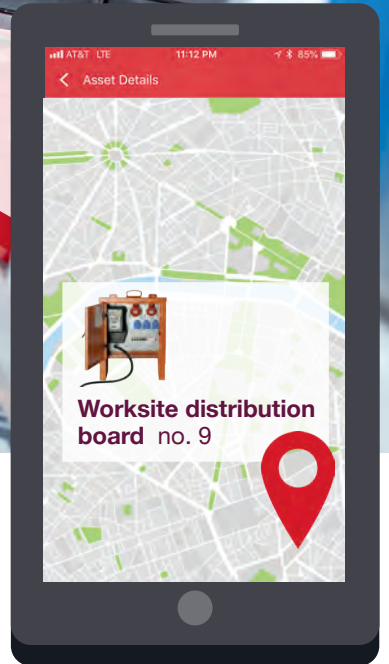 AT&T LTE 11:12 PM 85%
Asset Details
Worksite distribution
board no. 9